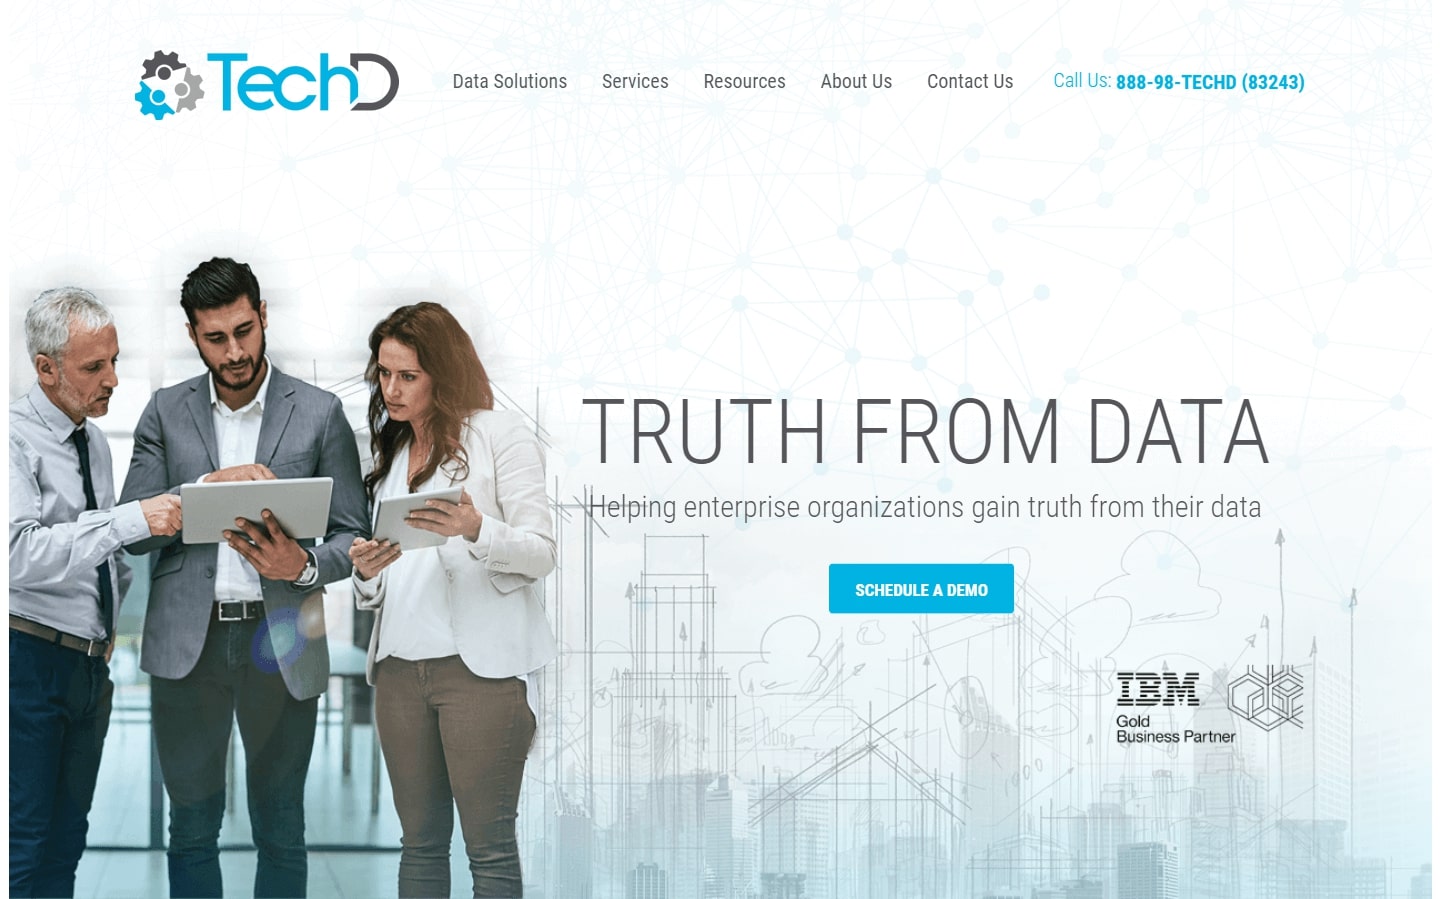 TechD
Data Solutions
Services
Resources
About Us
Contact Us
Call Us: 888-98-TECHD (83243)
TRUTH FROM DATA
Helping enterprise organizations gain truth from their data
SCHEDULE A DEMO
IBM
Gold
Business Partner